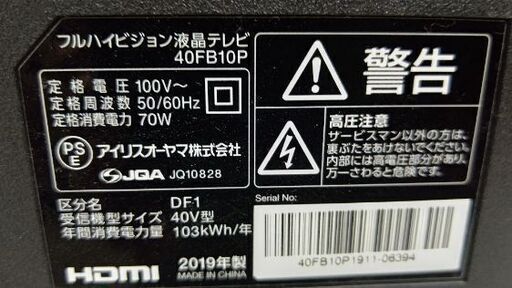 フルハイビジョン液晶テレビ
40FB10P
定格電圧 100V～
定格周波数 50/60Hz
定格消費電力 70W
PS
E
アイリスオーヤマ株式会社
JQA JQ10828
区分名 DF1
受信機型サイズ 40V型
年間消費電力量 103kWh/年
HDMI
2019年製
MADE IN CHINA
警告
高圧注意
サービスマン以外の方は、
裏ぶたをあけないでください。
内部には高電圧部分があり、
万一さわると危険です。
Serial No:
40FB10P1911-06394